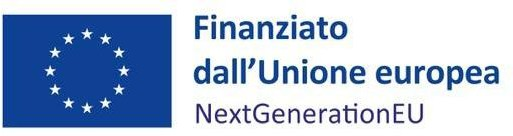 Finanziato
dall’Unione europea
NextGenerationEU